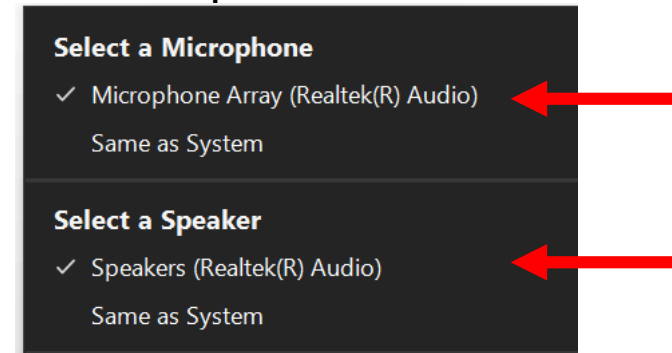 Select a Microphone
✓ Microphone Array (Realtek(R) Audio)
Same as System
Select a Speaker
✓ Speakers (Realtek(R) Audio)
Same as System